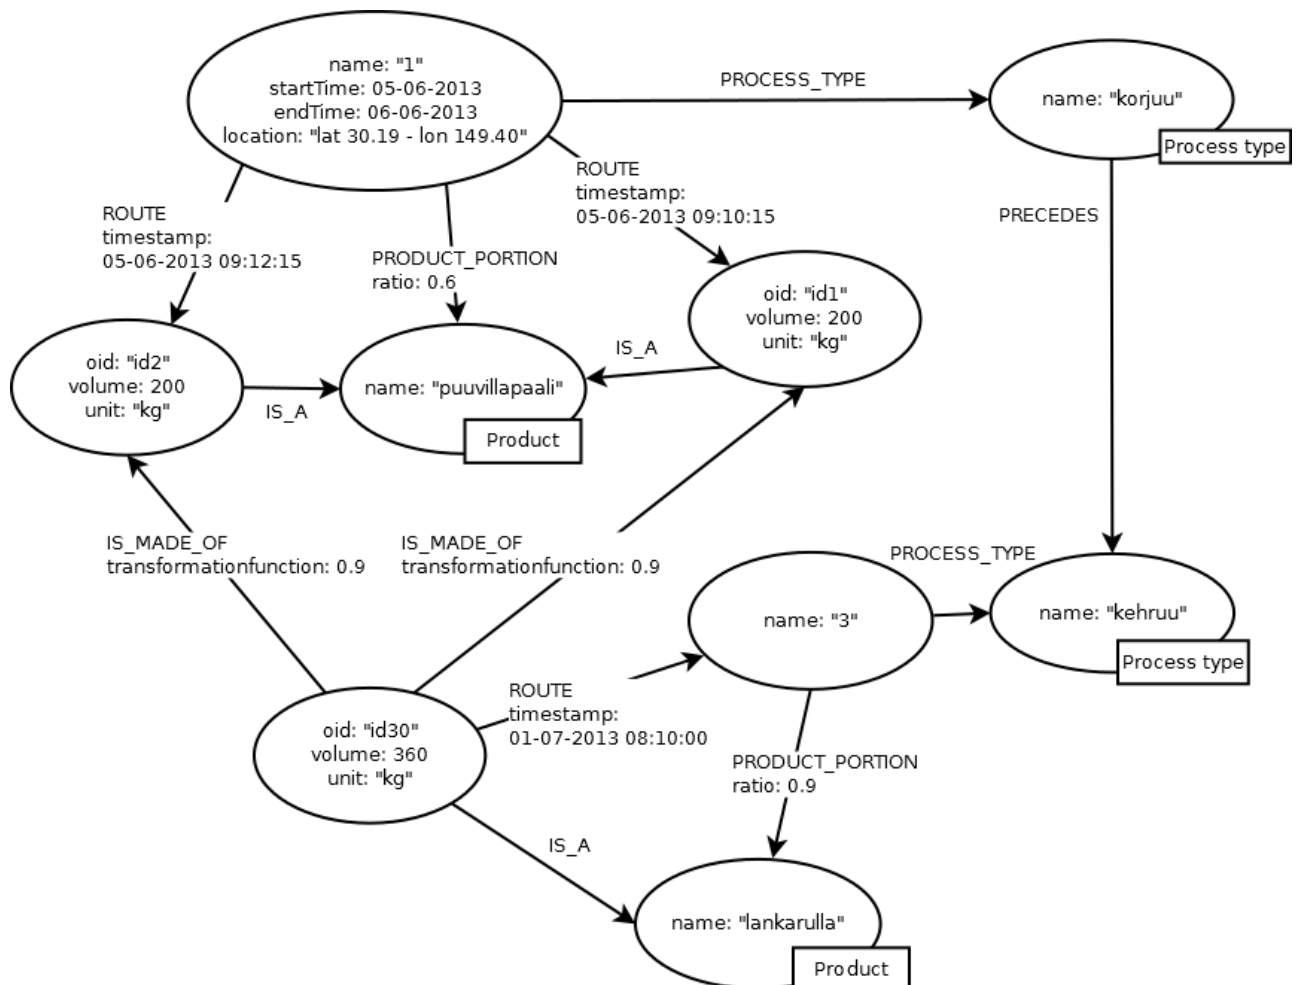 name: "1"
startTime: 05-06-2013
endTime: 06-06-2013
location: "lat 30.19 - lon 149.40"
PROCESS_TYPE
name: "korjuu"
Process type
ROUTE
timestamp:
05-06-2013 09:10:15
ROUTE
timestamp:
05-06-2013 09:12:15
PRODUCT_PORTION
ratio: 0.6
PRECEDES
oid: "id1"
volume: 200
unit: "kg"
oid: "id2"
volume: 200
unit: "kg"
IS_A
IS_A
name: "puuvillapaali"
Product
IS_MADE_OF
transformationfunction: 0.9
IS_MADE_OF
transformationfunction: 0.9
PROCESS_TYPE
name: "3"
name: "kehruu"
Process type
ROUTE
timestamp:
01-07-2013 08:10:00
oid: "id30"
volume: 360
unit: "kg"
PRODUCT_PORTION
ratio: 0.9
IS_A
name: "lankarulla"
Product